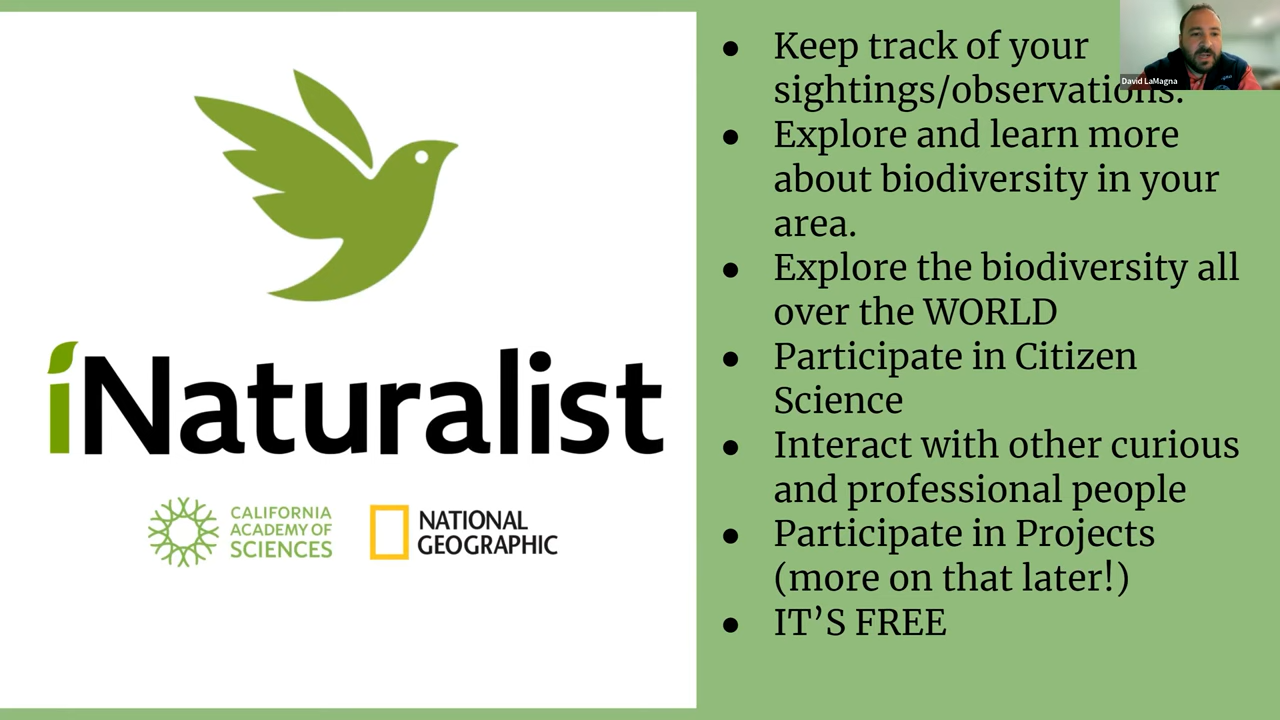 iNaturalist
CALIFORNIA
ACADEMY OF
SCIENCES
NATIONAL
GEOGRAPHIC
● Keep track of your
sightings/observations.
● Explore and learn more
about biodiversity in your
area.
● Explore the biodiversity all
over the WORLD
● Participate in Citizen
Science
● Interact with other curious
and professional people
● Participate in Projects
(more on that later!)
● IT’S FREE
David LaMagna